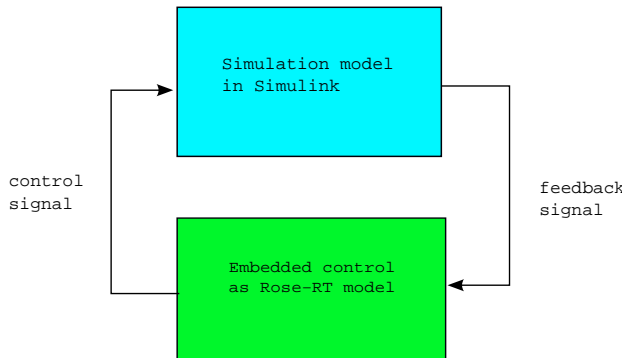 Simulation model
in Simulink
control
signal
feedback
signal
Embedded control
as Rose-RT model